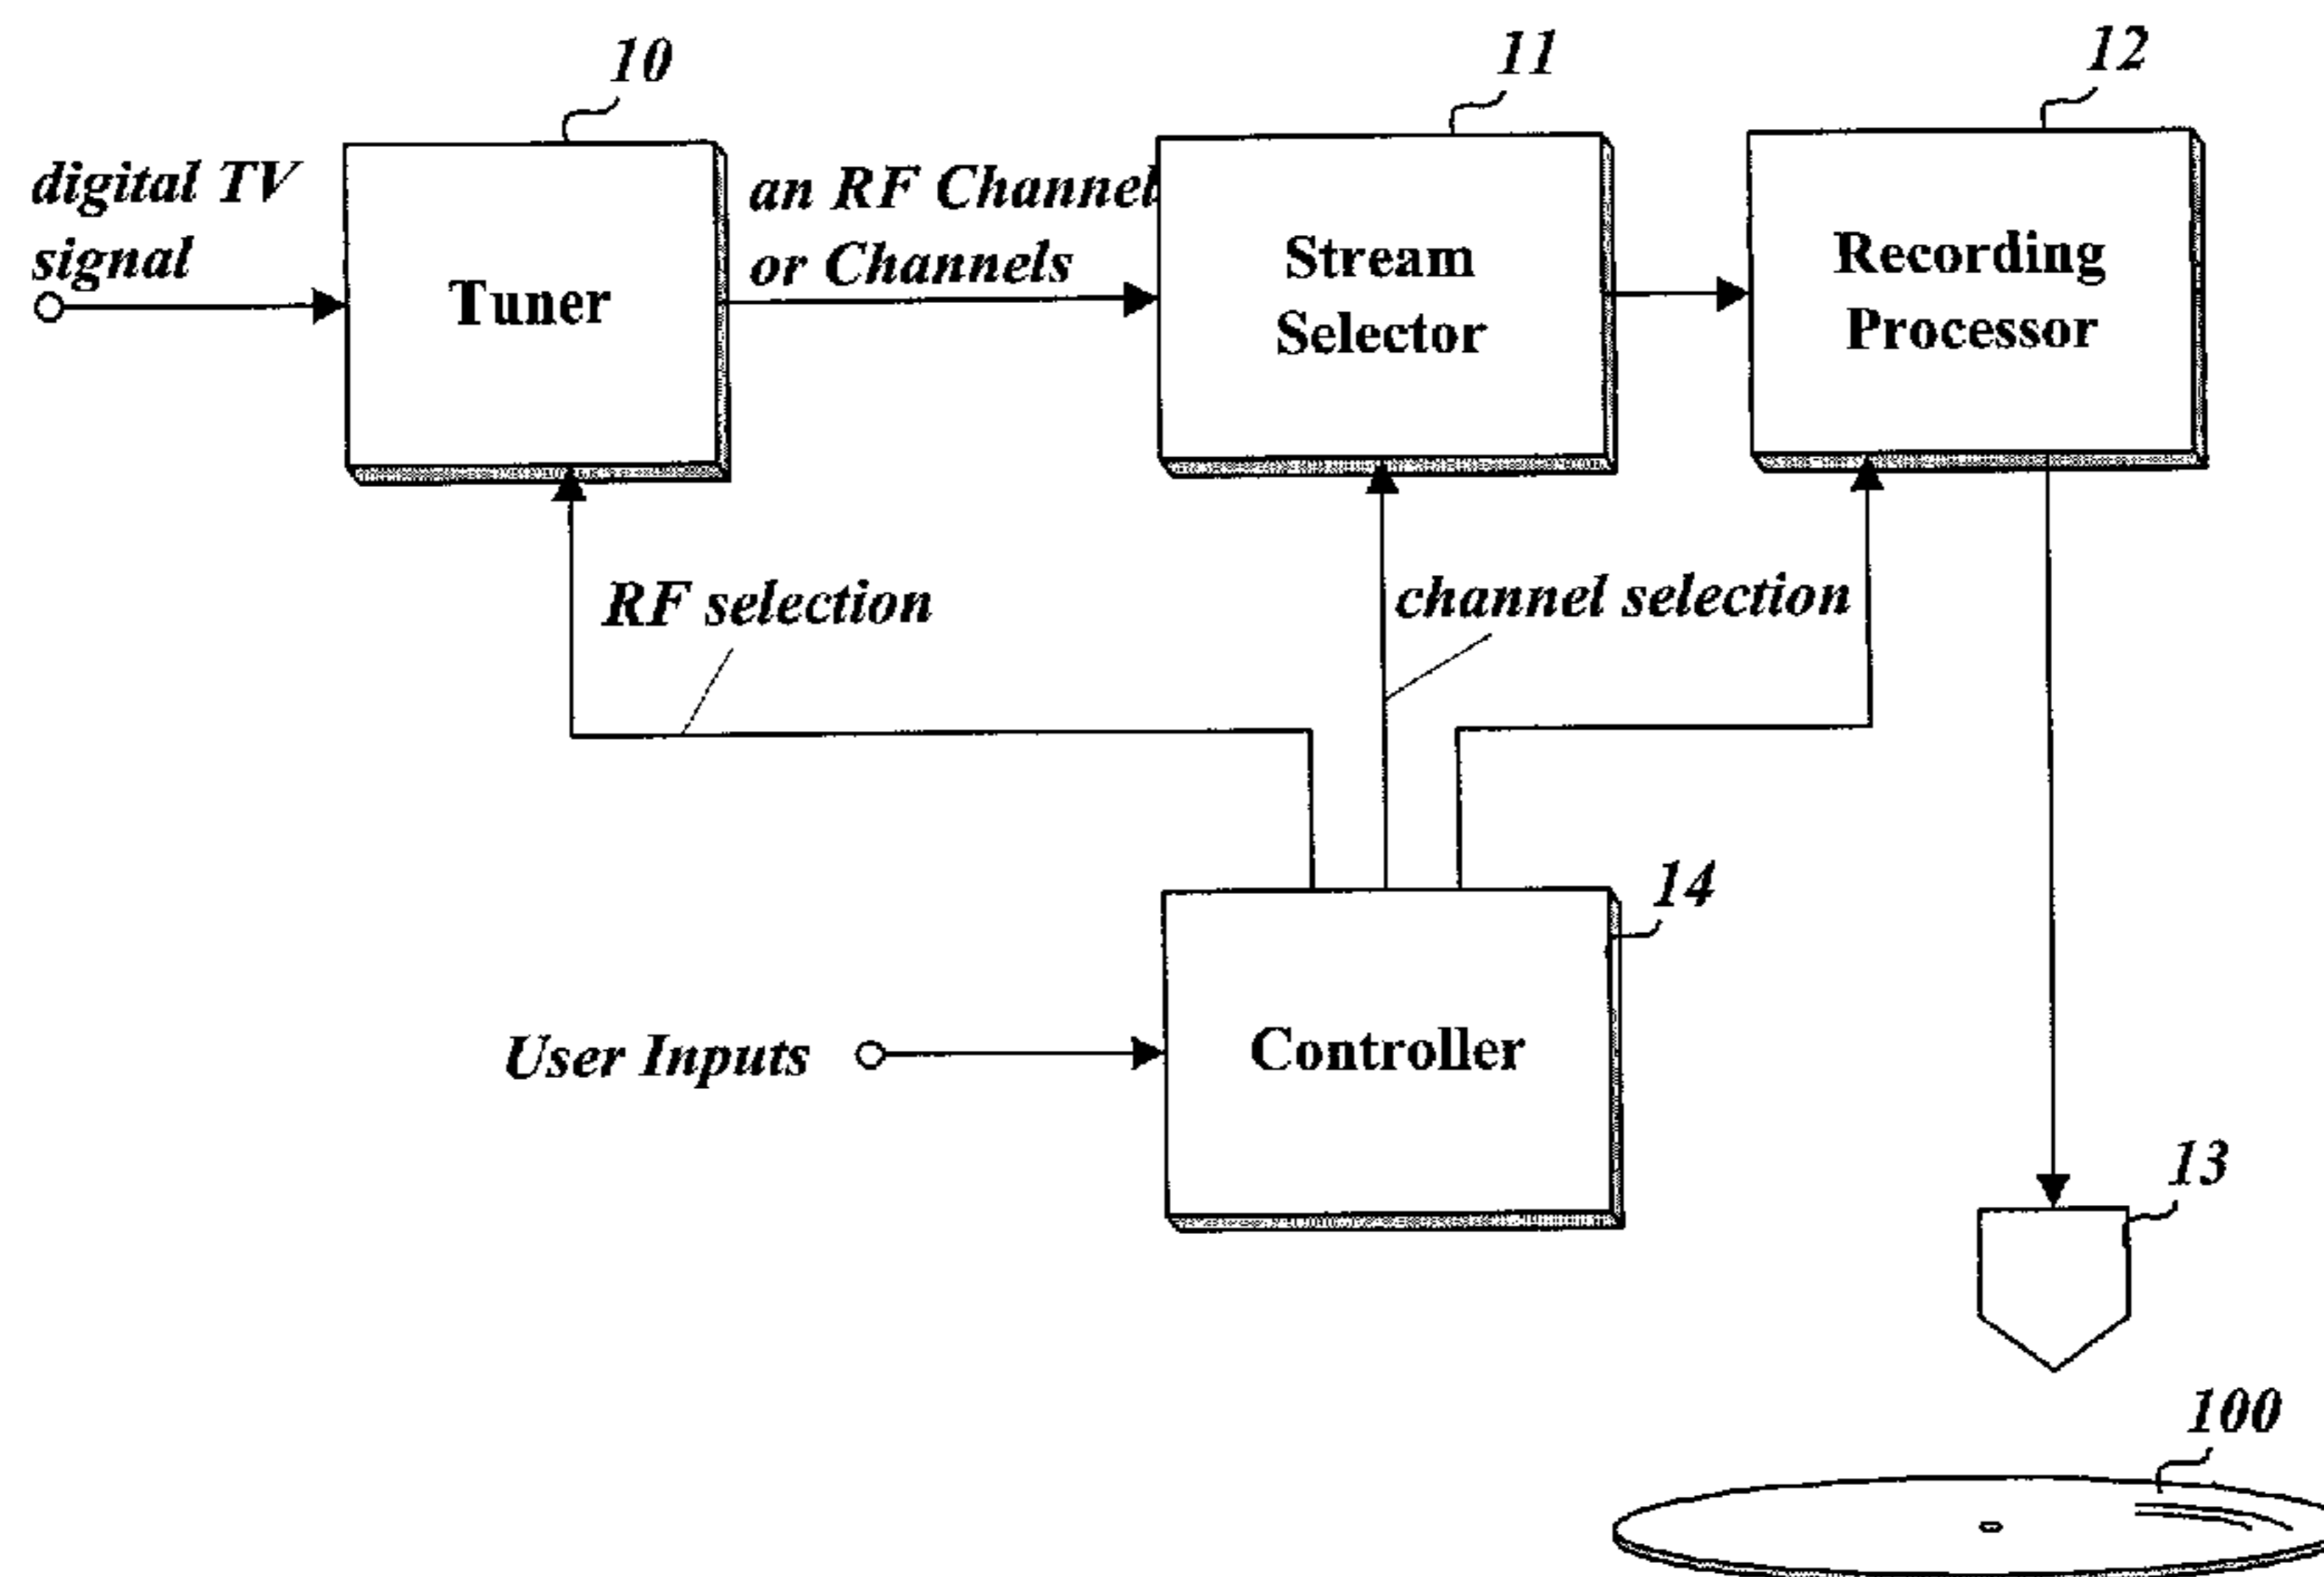 10
11
12
digital TV
signal
an RF Channel
or Channels
Tuner
Stream
Selector
Recording
Processor
RF selection
channel selection
14
User Inputs
Controller
13
100